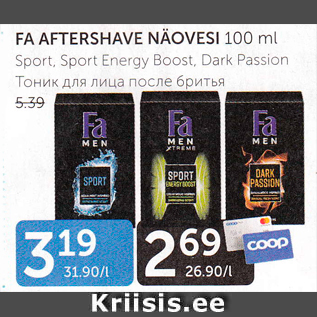 FA AFTERSHAVE NÄOVESI 100 ml
Sport, Sport Energy Boost, Dark Passion
Тоник для лица после бритья
5.39
Fa
MEN
SPORT
Fa
MEN
XTREME
SPORT
ENERGY BOOST
Fa
MEN
DARK
PASSION
3 19
31.90/l
2 69
26.90/l
coop
Kriisis.ee